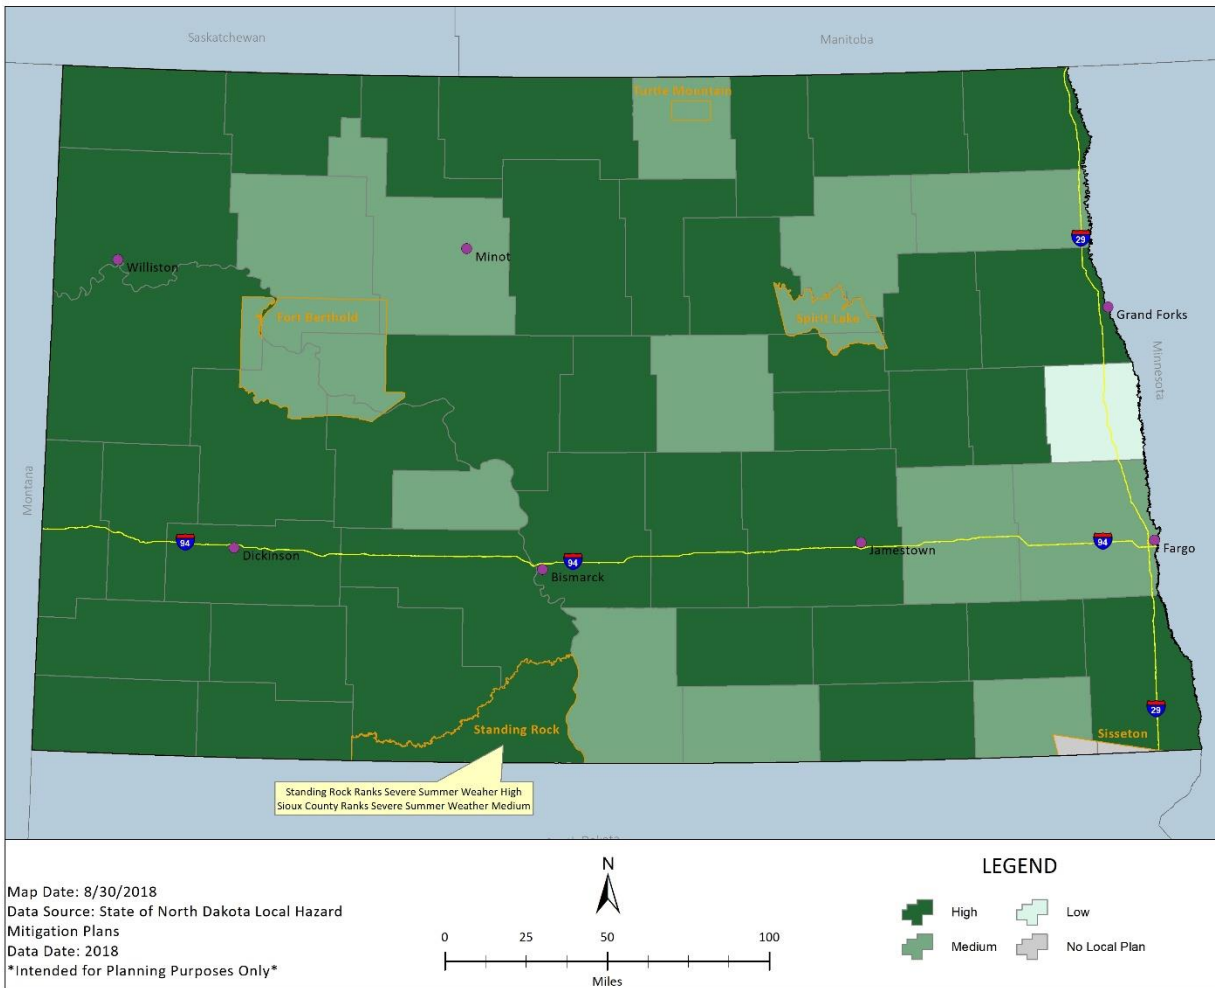 Saskatchewan
Manitoba
Turtle Mountain
29
Minot
Williston
Fort Berthold
Spirit Lake
Grand Forks
Minnesota
Montana
94
Dickinson
94
Bismarck
Jamestown
94
Fargo
29
Standing Rock
Sisseton
Standing Rock Ranks Severe Summer Weaher High
Sioux County Ranks Severe Summer Weather Medium
N
LEGEND
High
Low
Medium
No Local Plan
Map Date: 8/30/2018
Data Source: State of North Dakota Local Hazard
Mitigation Plans
Data Date: 2018
*Intended for Planning Purposes Only*
0 25 50 100
Miles